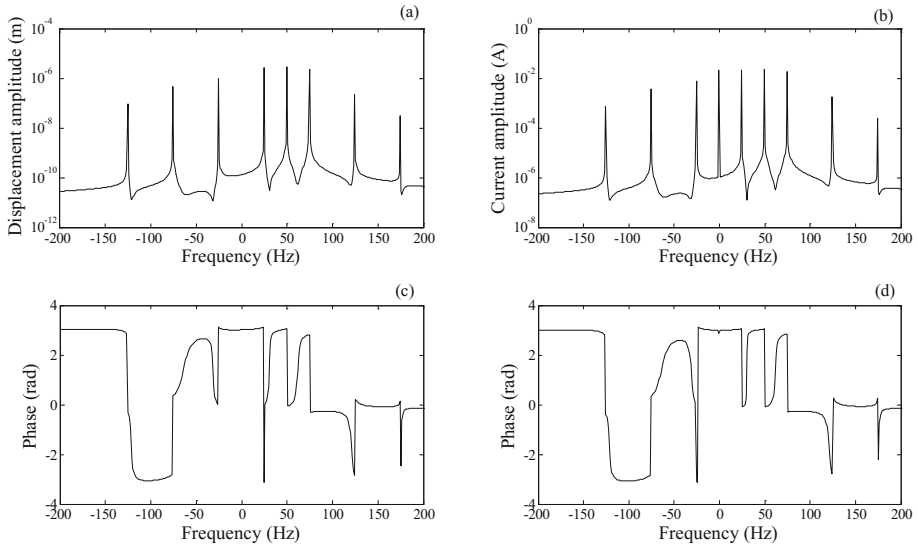 (a)
Displacement amplitude (m)
10^-4
10^-6
10^-8
10^-10
10^-12
-200 -150 -100 -50 0 50 100 150 200
Frequency (Hz)
(b)
Current amplitude (A)
10^0
10^-2
10^-4
10^-6
10^-8
-200 -150 -100 -50 0 50 100 150 200
Frequency (Hz)
(c)
Phase (rad)
4
2
0
-2
-4
-200 -150 -100 -50 0 50 100 150 200
Frequency (Hz)
(d)
Phase (rad)
4
2
0
-2
-4
-200 -150 -100 -50 0 50 100 150 200
Frequency (Hz)